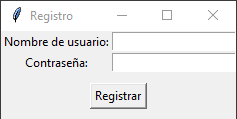 Registro
Nombre de usuario:
Contraseña:
Registrar